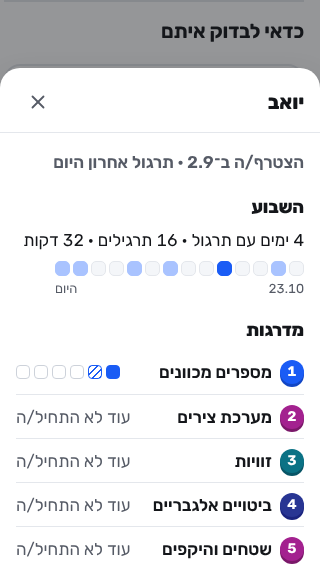 כדאי לבדוק איתם
יואב
הצטרף/ה ב־2.9 • תרגול אחרון היום
השבוע
4 ימים עם תרגול • 16 תרגילים • 32 דקות
23.10 היום
מדרגות
1 מספרים מכוונים
2 מערכת צירים עוד לא התחיל/ה
3 זוויות עוד לא התחיל/ה
4 ביטויים אלגבריים עוד לא התחיל/ה
5 שטחים והיקפים עוד לא התחיל/ה